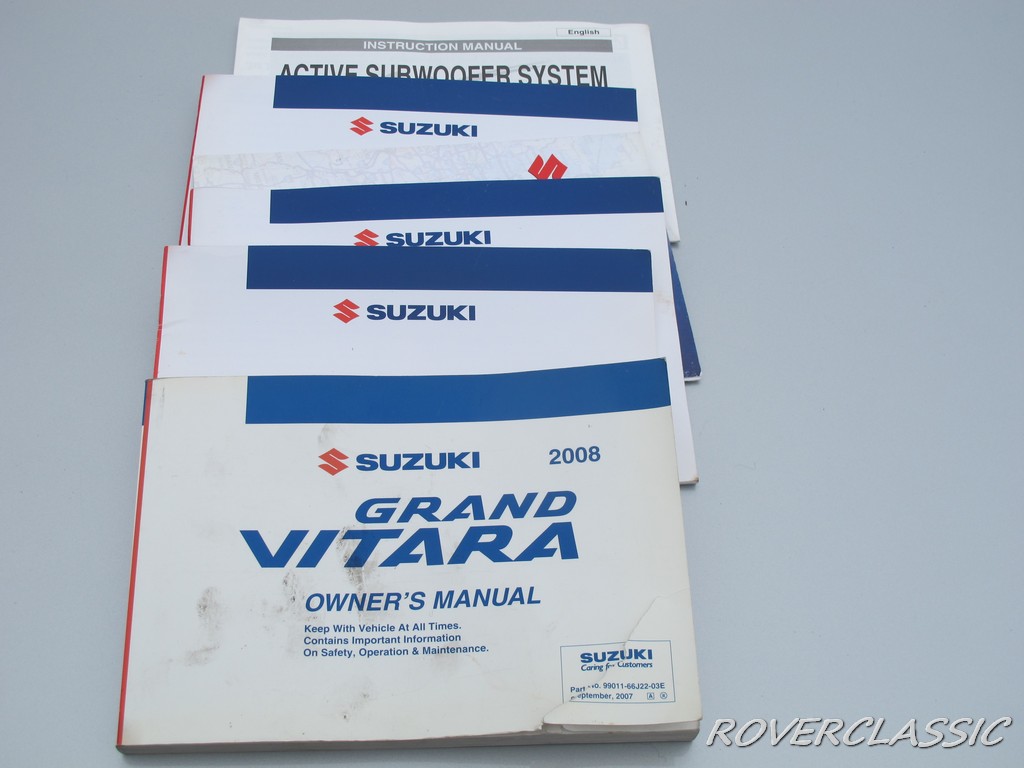 English
INSTRUCTION MANUAL
ACTIVE SUBWOOFER SYSTEM
SUZUKI
SUZUKI
SUZUKI
SUZUKI 2008
GRAND
VITARA
OWNER'S MANUAL
Keep With Vehicle At All Times.
Contains Important Information
On Safety, Operation & Maintenance.
SUZUKI
Caring for Customers
Part No. 99011-66J22-03E
September, 2007
ROVERCLASSIC